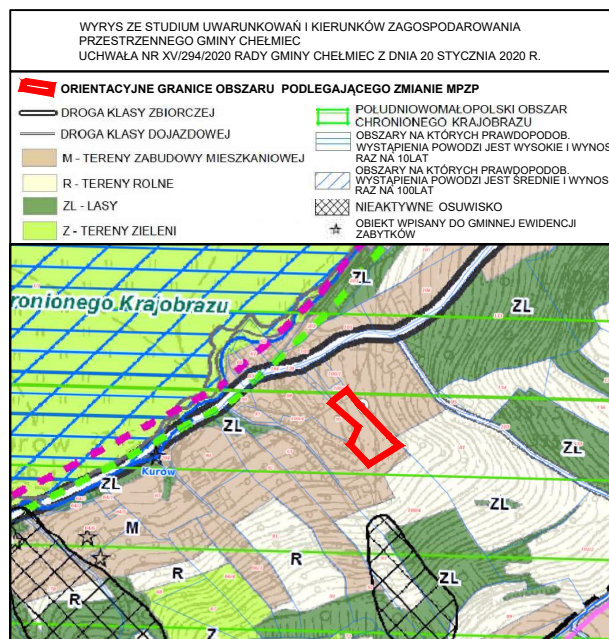 WYRYS ZE STUDIUM UWARUNKOWAŃ I KIERUNKÓW ZAGOSPODAROWANIA
PRZESTRZENNEGO GMINY CHEŁMIEC
UCHWAŁA NR XV/294/2020 RADY GMINY CHEŁMIEC Z DNIA 20 STYCZNIA 2020 R.
ORIENTACYJNE GRANICE OBSZARU PODLEGAJĄCEGO ZMIANIE MPZP
DROGA KLASY ZBIORCZEJ
DROGA KLASY DOJAZDOWEJ
M - TERENY ZABUDOWY MIESZKANIOWEJ
R - TERENY ROLNE
ZL - LASY
Z - TERENY ZIELENI
POŁUDNIOWOMAŁOPOLSKI OBSZAR
CHRONIONEGO KRAJOBRAZU
OBSZARY NA KTÓRYCH PRAWDOPODOB.
WYSTĄPIENIA POWODZI JEST WYSOKIE I WYNOS
RAZ NA 10LAT
OBSZARY NA KTÓRYCH PRAWDOPODOB.
WYSTĄPIENIA POWODZI JEST ŚREDNIE I WYNOS
RAZ NA 100LAT
NIEAKTYWNE OSUWISKO
OBIEKT WPISANY DO GMINNEJ EWIDENCJI
ZABYTKÓW
ZL
ronionego Krajobrazu
ZL
ZL
ZL
Kurów
ZL
ZL
M
R
R
ZL
Z